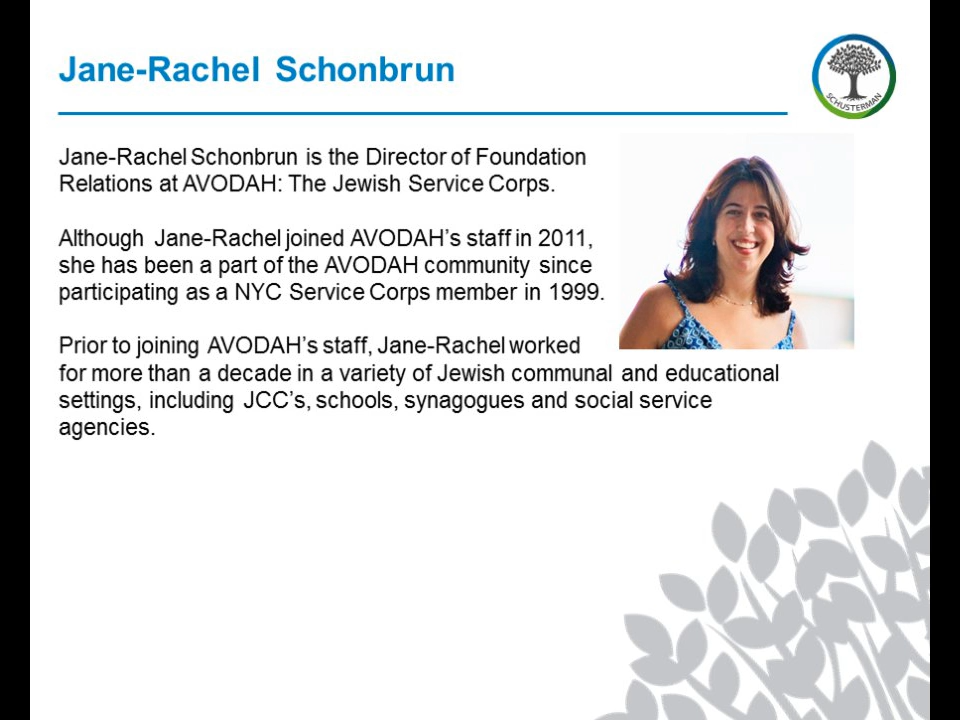 Jane-Rachel Schonbrun
SCHUSTERMAN
Jane-Rachel Schonbrun is the Director of Foundation
Relations at AVODAH: The Jewish Service Corps.
Although Jane-Rachel joined AVODAH’s staff in 2011,
she has been a part of the AVODAH community since
participating as a NYC Service Corps member in 1999.
Prior to joining AVODAH’s staff, Jane-Rachel worked
for more than a decade in a variety of Jewish communal and educational
settings, including JCC’s, schools, synagogues and social service
agencies.